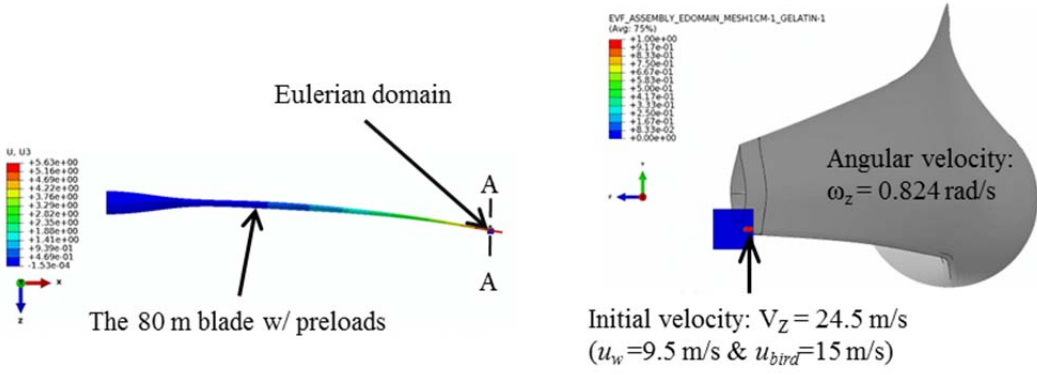 Eulerian domain
U, U3
+5.63e+00
+5.16e+00
+4.69e+00
+4.22e+00
+3.76e+00
+3.29e+00
+2.82e+00
+2.35e+00
+1.88e+00
+1.41e+00
+9.39e-01
+4.69e-01
-1.53e-04
A
A
Y
X
Z
The 80 m blade w/ preloads
EVF_ASSEMBLY_EDOMAIN_MESH1CM-1_GELATIN-1
(Avg: 75%)
+1.00e+00
+9.17e-01
+8.33e-01
+7.50e-01
+6.67e-01
+5.83e-01
+5.00e-01
+4.17e-01
+3.33e-01
+2.50e-01
+1.67e-01
+8.33e-02
+0.00e+00
Y
Z
Angular velocity:
ω_z = 0.824 rad/s
Initial velocity: V_Z = 24.5 m/s
(u_w =9.5 m/s & u_bird=15 m/s)